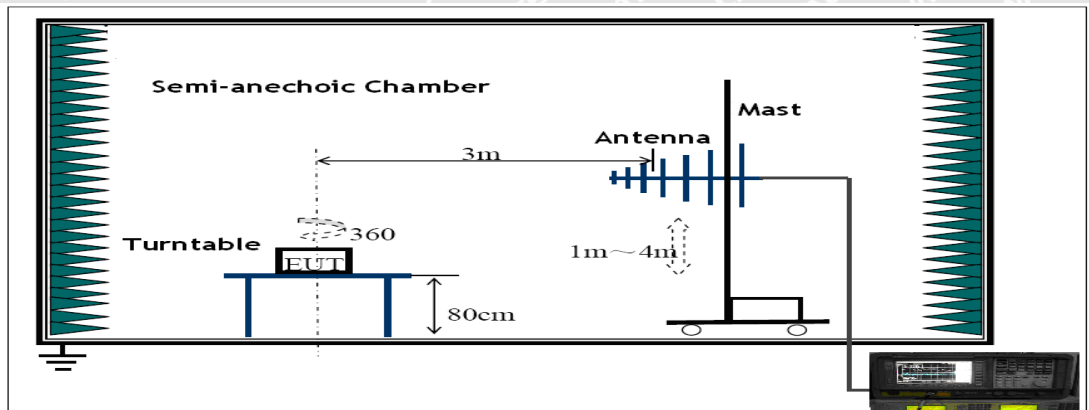 Semi-anechoic Chamber
Mast
Antenna
3m
360
Turntable
EUT
1m～4m
80cm